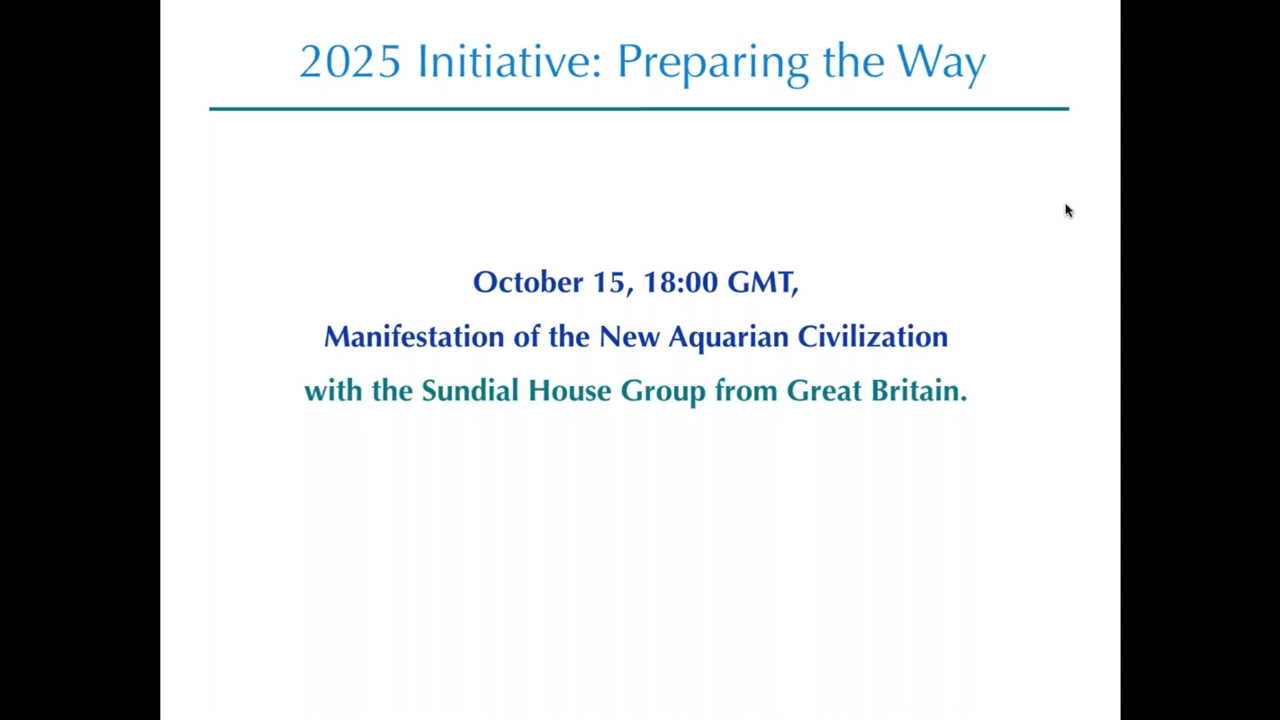 2025 Initiative: Preparing the Way
October 15, 18:00 GMT,
Manifestation of the New Aquarian Civilization
with the Sundial House Group from Great Britain.